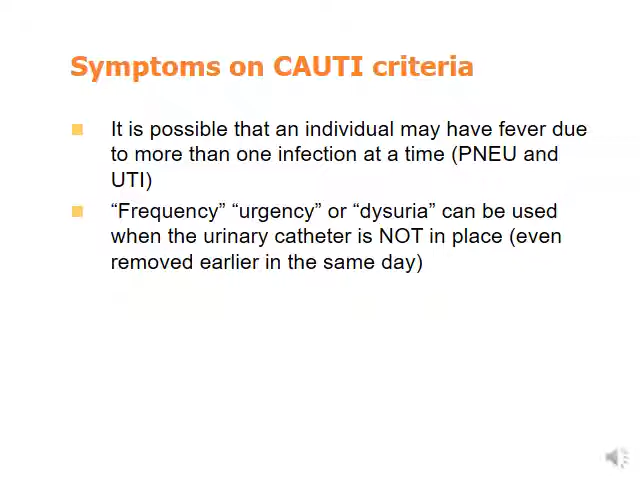 Symptoms on CAUTI criteria
It is possible that an individual may have fever due
to more than one infection at a time (PNEU and
UTI)
“Frequency” “urgency” or “dysuria” can be used
when the urinary catheter is NOT in place (even
removed earlier in the same day)